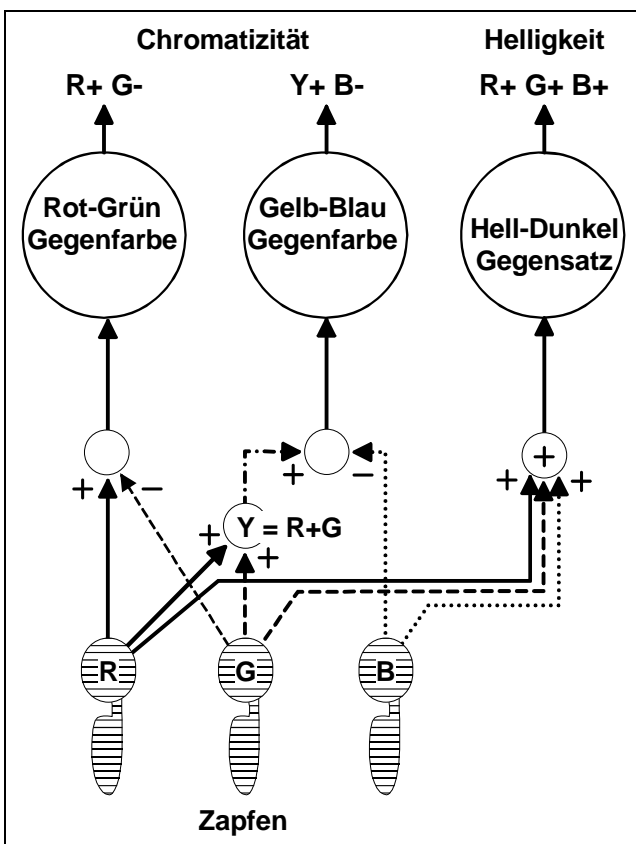 Chromatizität Helligkeit
R+ G- Y+ B- R+ G+ B+
Rot-Grün Gegenfarbe
Gelb-Blau Gegenfarbe
Hell-Dunkel Gegensatz
+ − + − + + +
+ Y = R+G
+
R G B
Zapfen